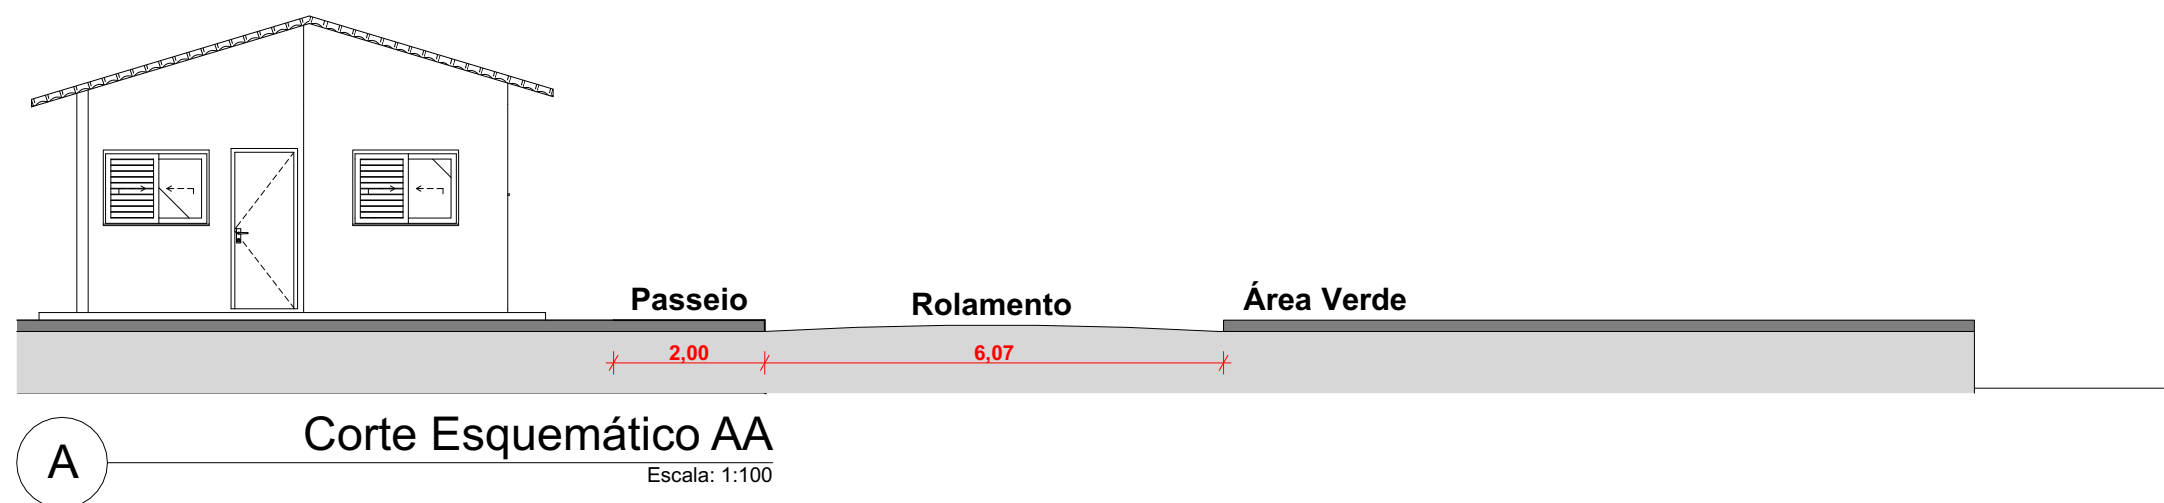 Passeio
Rolamento
Área Verde
2,00
6,07
A
Corte Esquemático AA
Escala: 1:100